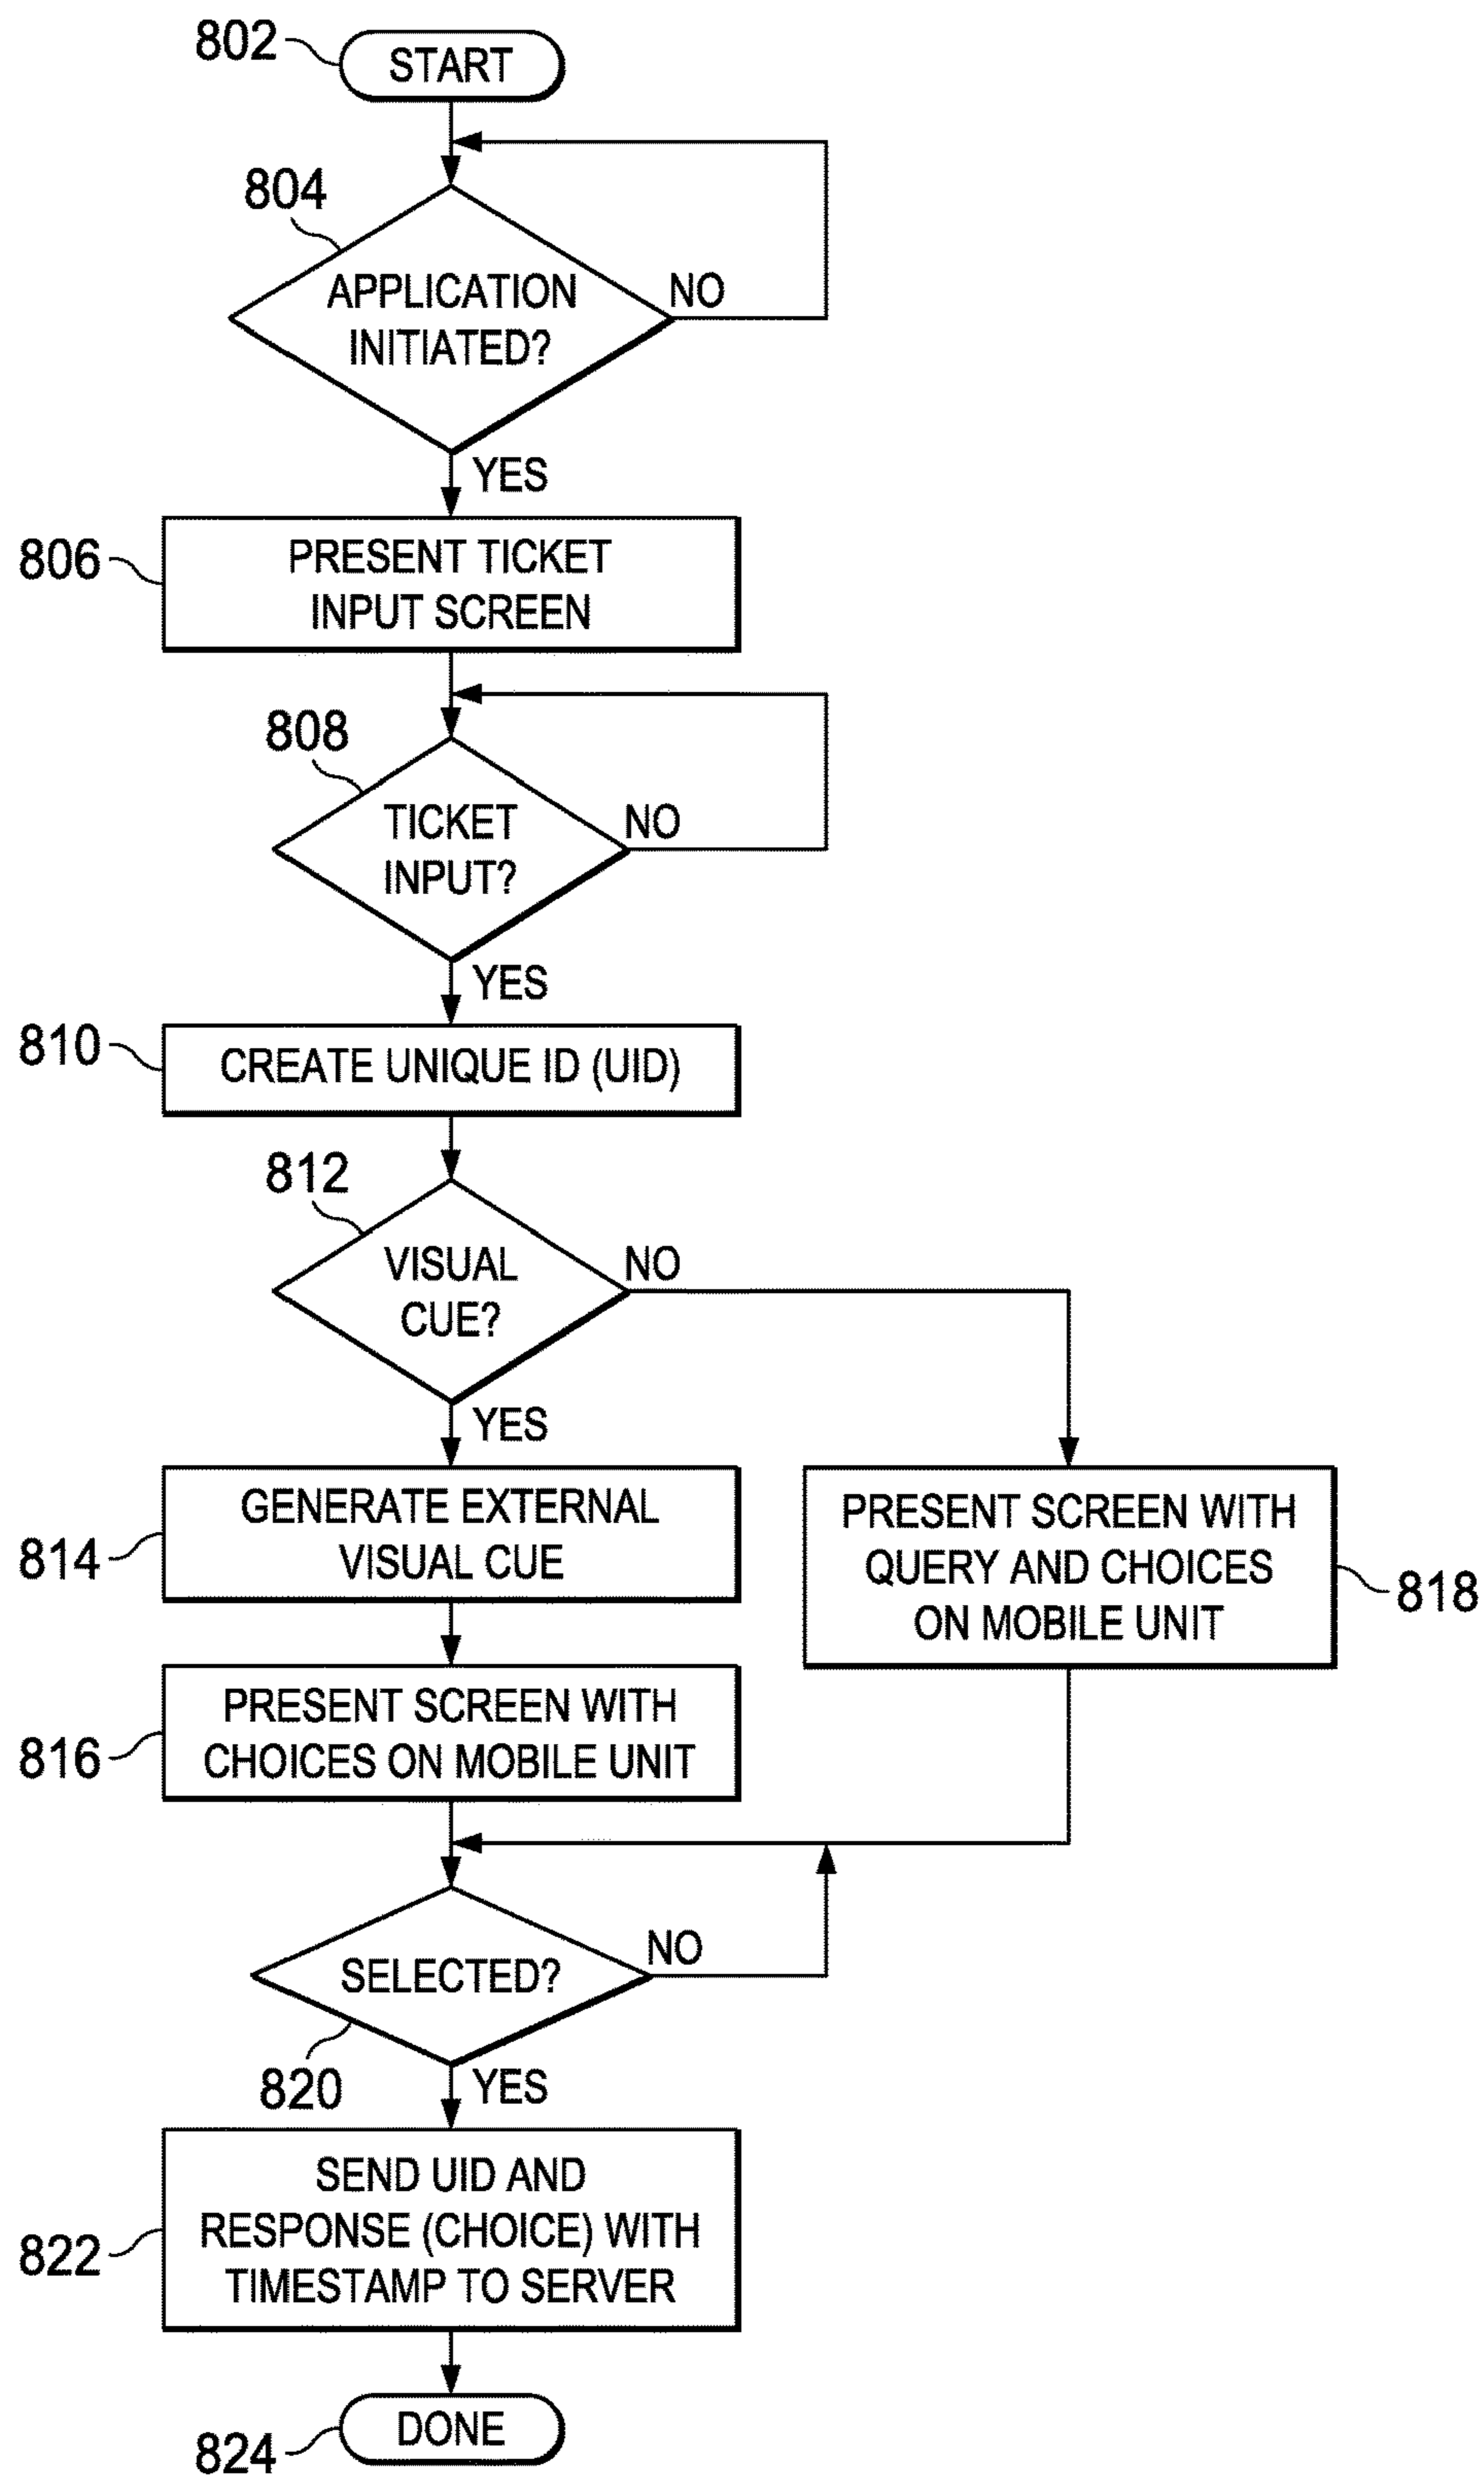 802
START
804
APPLICATION
INITIATED?
NO
YES
806
PRESENT TICKET
INPUT SCREEN
808
TICKET
INPUT?
NO
YES
810
CREATE UNIQUE ID (UID)
812
VISUAL
CUE?
NO
YES
814
GENERATE EXTERNAL
VISUAL CUE
PRESENT SCREEN WITH
QUERY AND CHOICES
ON MOBILE UNIT
818
816
PRESENT SCREEN WITH
CHOICES ON MOBILE UNIT
SELECTED?
NO
820
YES
822
SEND UID AND
RESPONSE (CHOICE) WITH
TIMESTAMP TO SERVER
DONE
824